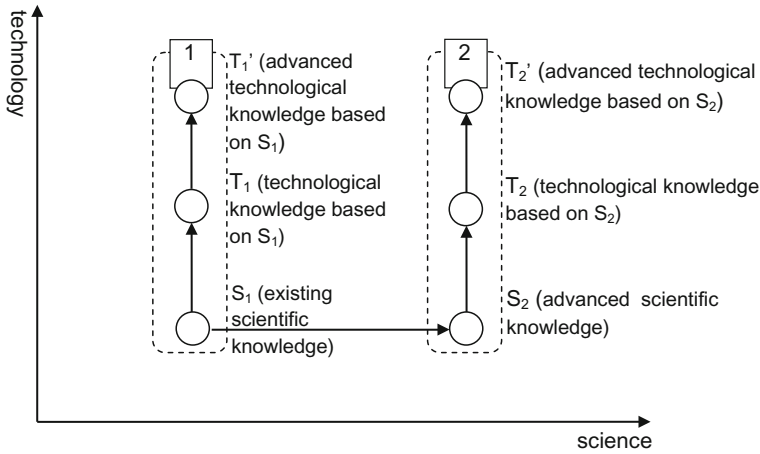 technology
1
T₁’ (advanced
technological
knowledge based
on S₁)
T₁ (technological
knowledge based
on S₁)
S₁ (existing
scientific
knowledge)
2
T₂’ (advanced technological
knowledge based on S₂)
T₂ (technological knowledge
based on S₂)
S₂ (advanced scientific
knowledge)
science